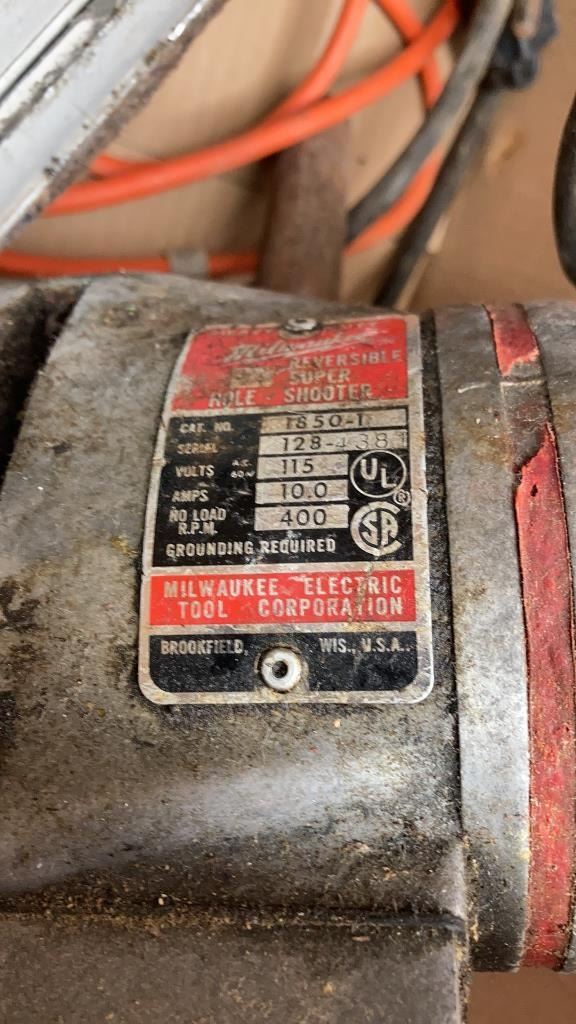 Milwaukee
REVERSIBLE
SUPER
HOLE - SHOOTER
CAT. NO. 1850-1
SERIAL 128-4381
VOLTS A.C. 60~ 115
AMPS 10.0
NO LOAD R.P.M. 400
UL
®
SA
GROUNDING REQUIRED
MILWAUKEE ELECTRIC
TOOL CORPORATION
BROOKFIELD, WIS., U.S.A.